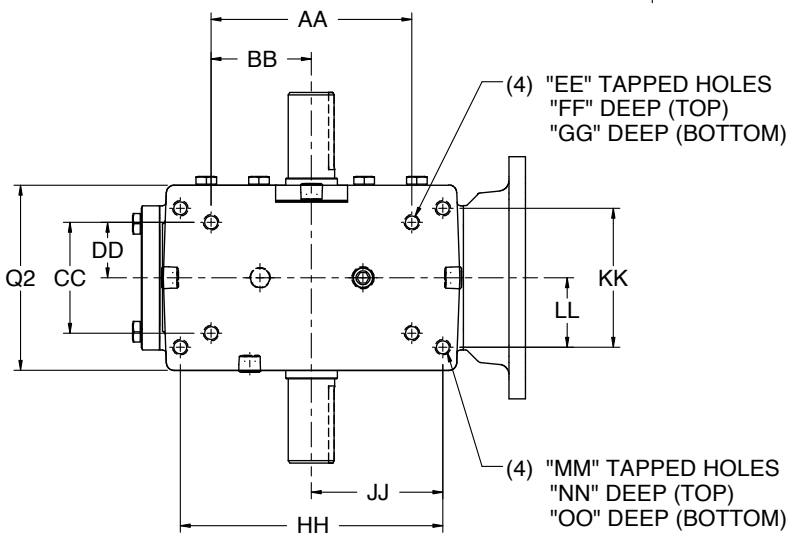 AA
BB
(4) "EE" TAPPED HOLES
"FF" DEEP (TOP)
"GG" DEEP (BOTTOM)
DD
Q2
CC
KK
LL
JJ
HH
(4) "MM" TAPPED HOLES
"NN" DEEP (TOP)
"OO" DEEP (BOTTOM)